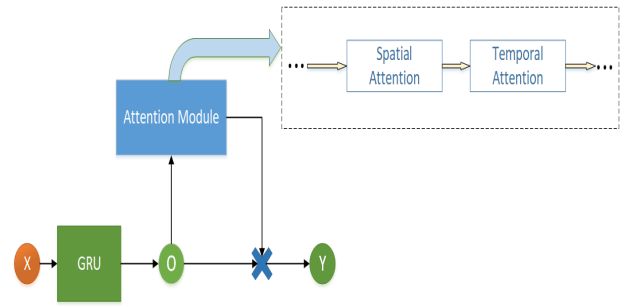 Spatial
Attention
Temporal
Attention
Attention Module
X
GRU
O
Y